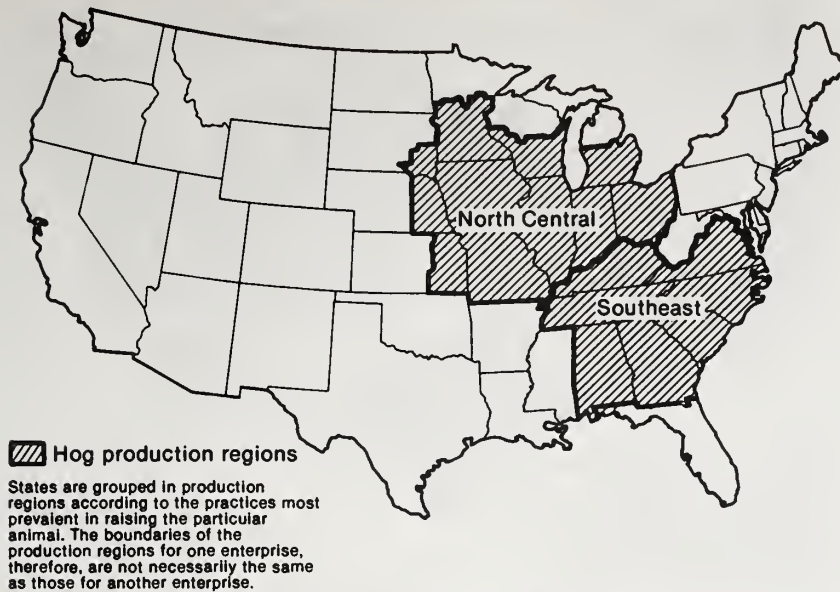 North Central
Southeast
Hog production regions
States are grouped in production
regions according to the practices most
prevalent in raising the particular
animal. The boundaries of the
production regions for one enterprise,
therefore, are not necessarily the same
as those for another enterprise.